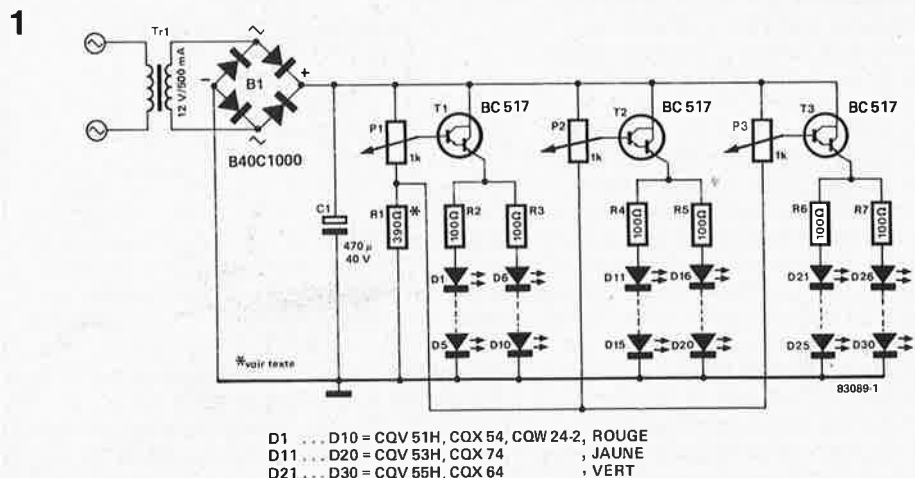 1
Tr1
12 V/500 mA
B1
- +
B40C1000
C1
470 µ
40 V
P1
1k
R1
*
390Ω
T1
BC 517
R2
100Ω
R3
100Ω
D1
D6
D5
D10
P2
1k
T2
BC 517
R4
100Ω
R5
100Ω
D11
D16
D15
D20
P3
1k
T3
BC 517
R6
100Ω
R7
100Ω
D21
D26
D25
D30
*voir texte
83089-1
D1 ... D10 = CQV 51H, CQX 54, CQW 24-2, ROUGE
D11 ... D20 = CQV 53H, CQX 74 , JAUNE
D21 ... D30 = CQV 55H, CQX 64 , VERT